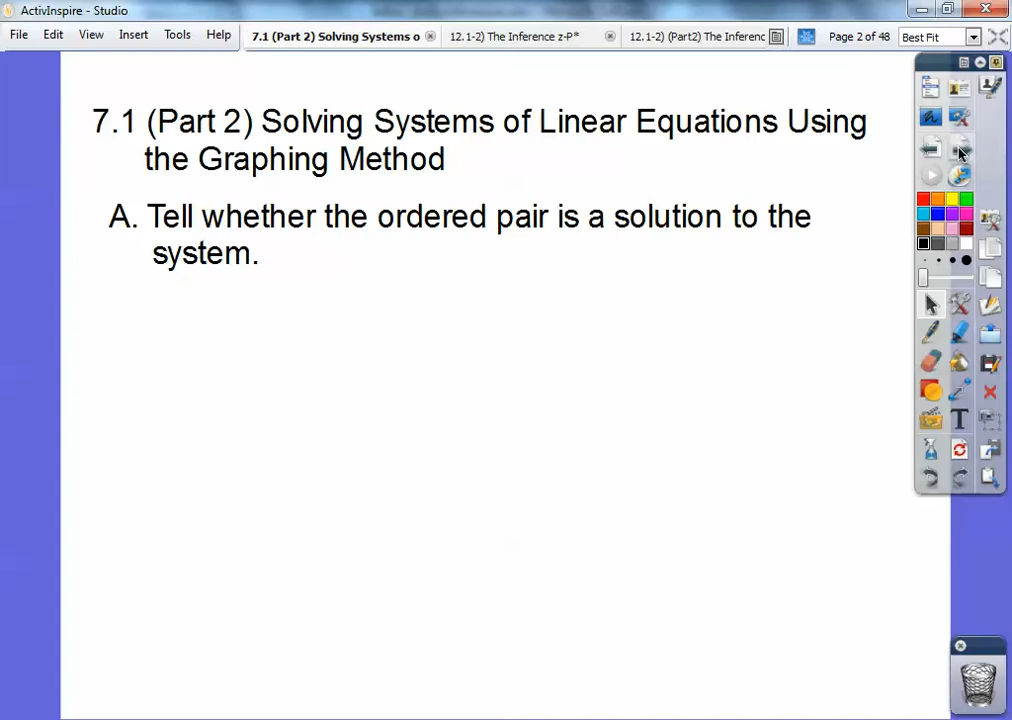 ActivInspire - Studio
File Edit View Insert Tools Help
7.1 (Part 2) Solving Systems o
12.1-2) The Inference z-P*
12.1-2) (Part2) The Inferenc
Page 2 of 48
Best Fit
7.1 (Part 2) Solving Systems of Linear Equations Using
the Graphing Method
A. Tell whether the ordered pair is a solution to the
system.
T